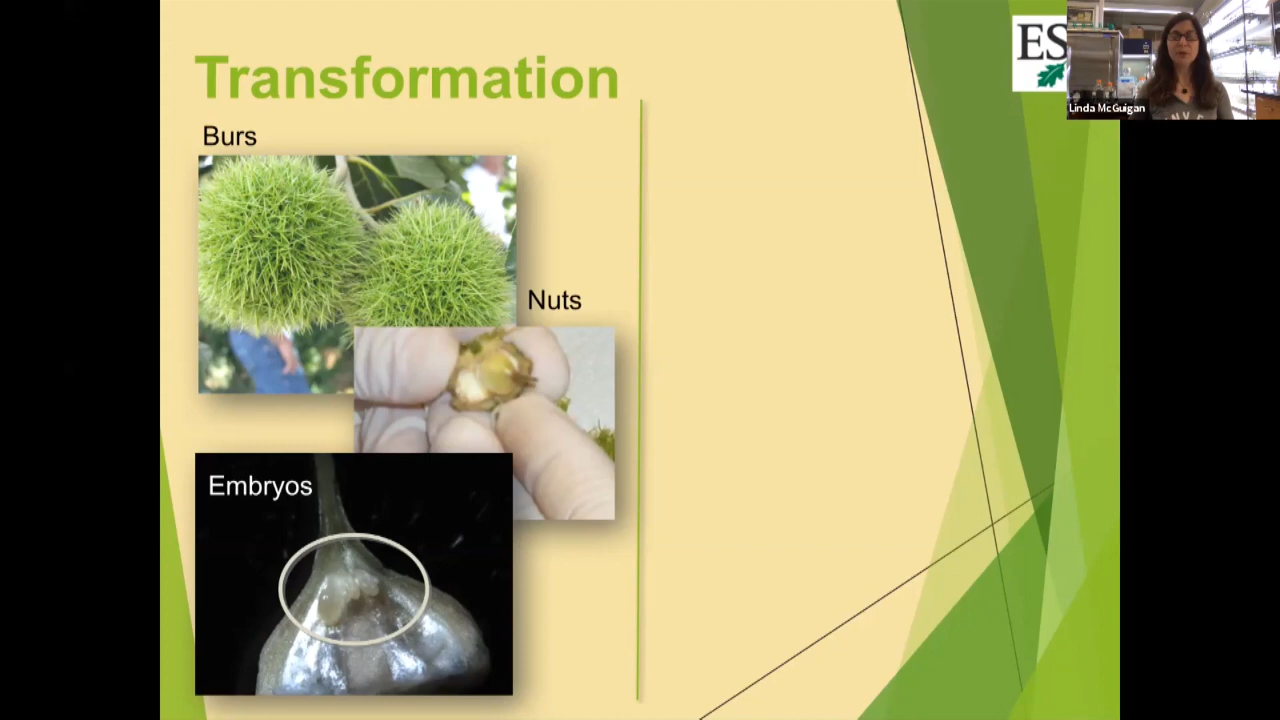 Transformation
Burs
Nuts
Embryos
ES
Linda McGuigan